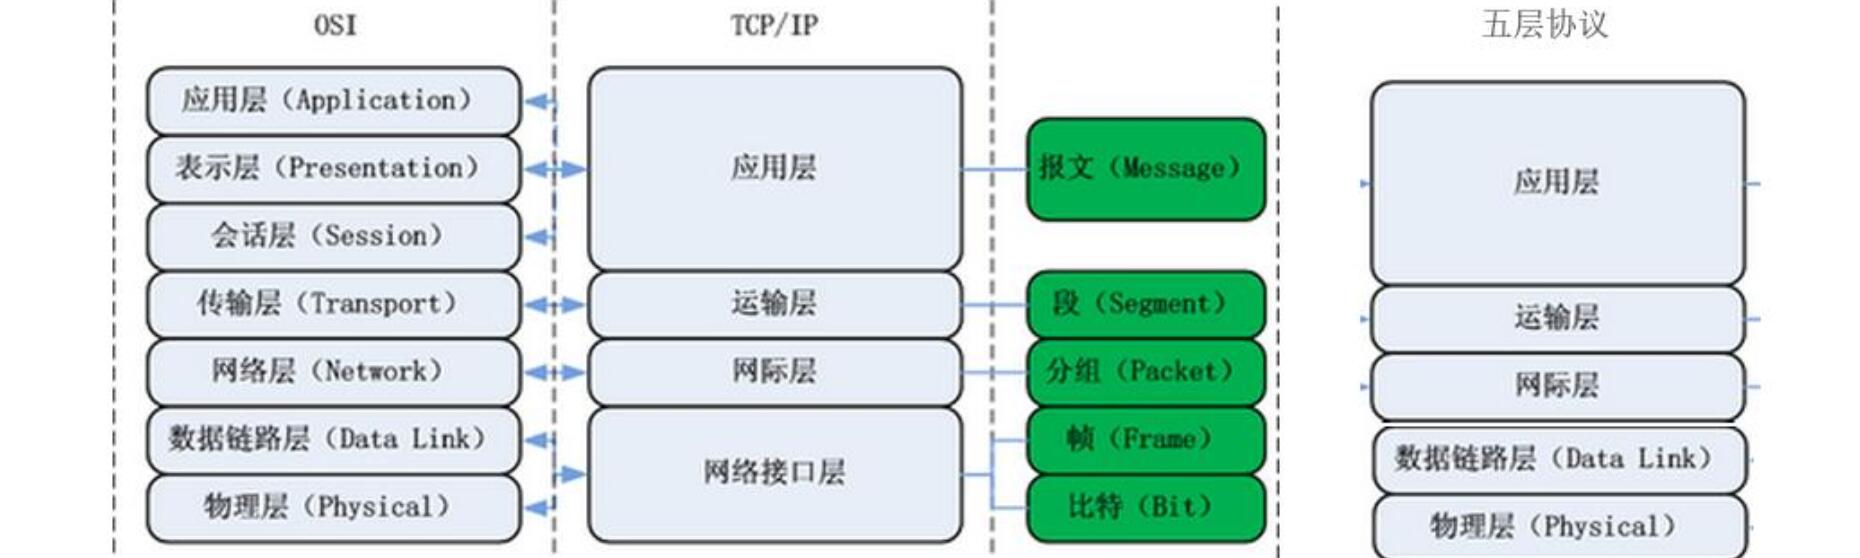 OSI
应用层（Application）
表示层（Presentation）
会话层（Session）
传输层（Transport）
网络层（Network）
数据链路层（Data Link）
物理层（Physical）
TCP/IP
应用层
运输层
网际层
网络接口层
报文（Message）
段（Segment）
分组（Packet）
帧（Frame）
比特（Bit）
五层协议
应用层
运输层
网际层
数据链路层（Data Link）
物理层（Physical）